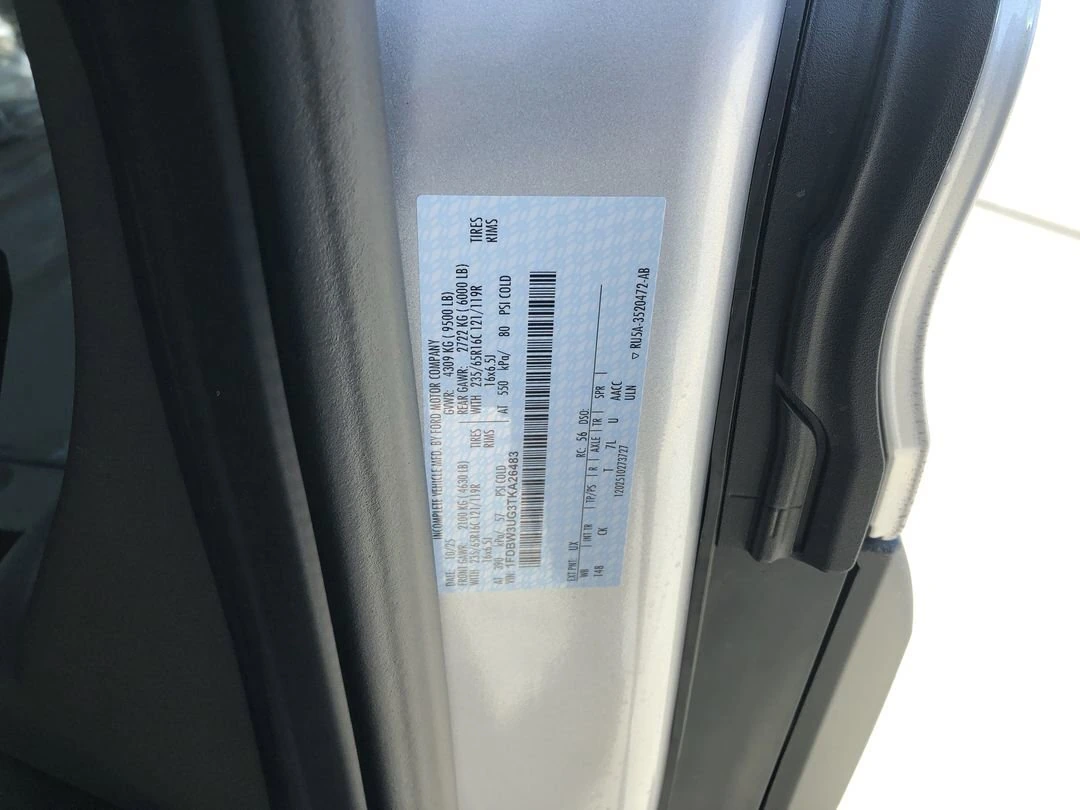 INCOMPLETE VEHICLE MFD. BY FORD MOTOR COMPANY
DATE: 10/25 GVWR: 4309 KG ( 9500 LB)
FRONT GAWR: 2100 KG (4630 LB) REAR GAWR: 2722 KG (6000 LB)
WITH 235/65R16C 121/119R TIRES WITH 235/65R16C 121/119R TIRES
16x6.5J RIMS 16x6.5J RIMS
AT 390 kPa/ 57 PSI COLD AT 550 kPa/ 80 PSI COLD
VIN: 1FDBW3UG3TKA26483
EXT PNT: UX RC: 56 DSO:
WB INT TR TP/PS R AXLE TR SPR
148 CK T 7L U AACC
1202510273727 ULN
▽ RU5A-3520472-AB